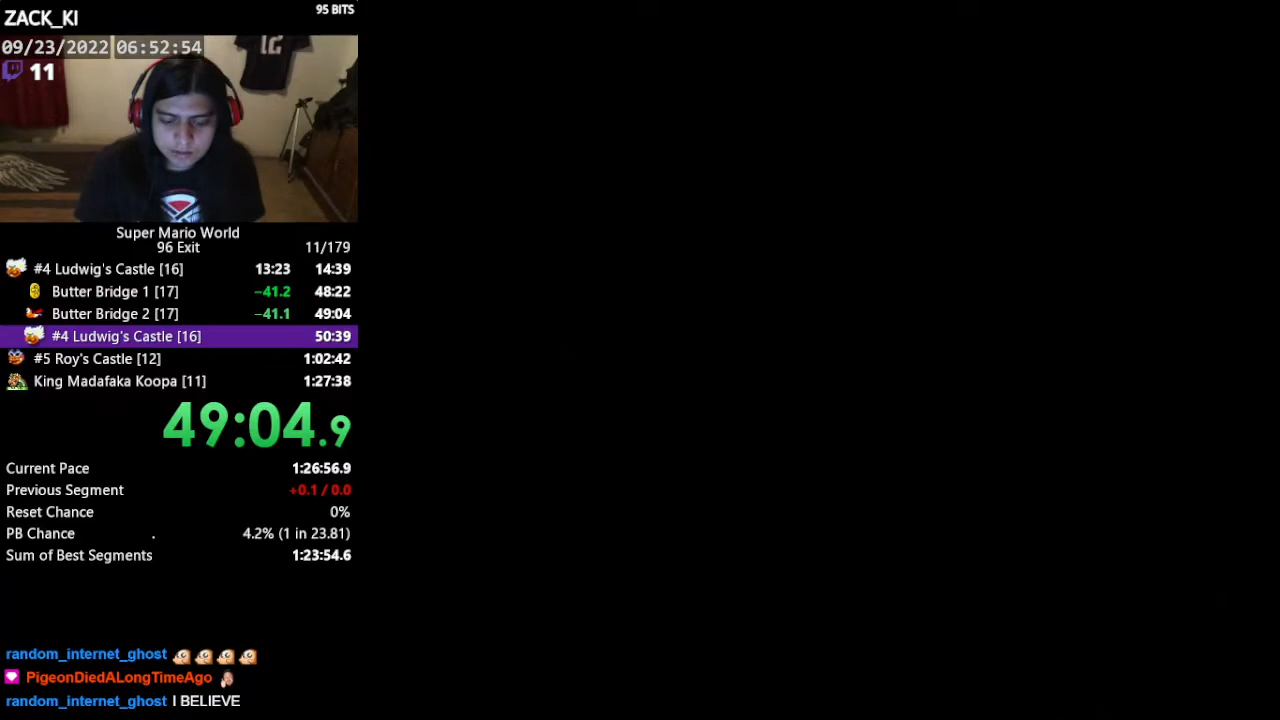 ZACK_KI
95 BITS
09/23/2022 06:52:54
11
12
Super Mario World
96 Exit 11/179
#4 Ludwig's Castle [16] 13:23 14:39
Butter Bridge 1 [17] −41.2 48:22
Butter Bridge 2 [17] −41.1 49:04
#4 Ludwig's Castle [16] 50:39
#5 Roy's Castle [12] 1:02:42
King Madafaka Koopa [11] 1:27:38
49:04.9
Current Pace 1:26:56.9
Previous Segment +0.1 / 0.0
Reset Chance 0%
PB Chance . 4.2% (1 in 23.81)
Sum of Best Segments 1:23:54.6
random_internet_ghost
PigeonDiedALongTimeAgo
random_internet_ghost I BELIEVE